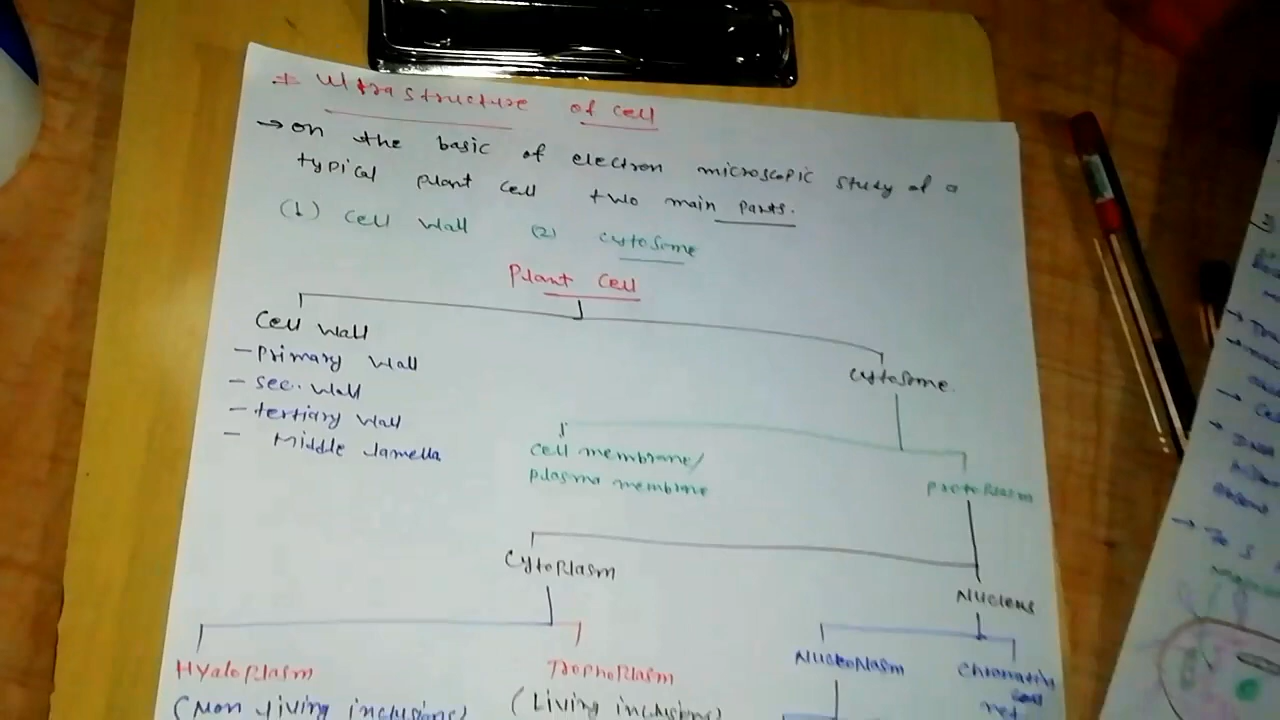 + Ultrastructure of cell
→ on the basic of electron microscopic study of a
typical plant cell two main parts.
(1) Cell wall (2) cytosome
Plant Cell
Cell wall
- Primary wall
- sec. wall
- tertiary wall
- Middle lamella
cytosome.
cell membrane/
plasma membrane
protoplasm
Cytoplasm
Nucleus
Hyaloplasm
(Non living inclusions)
Trophoplasm
(Living inclusions)
Nucleoplasm
Chromatin
net